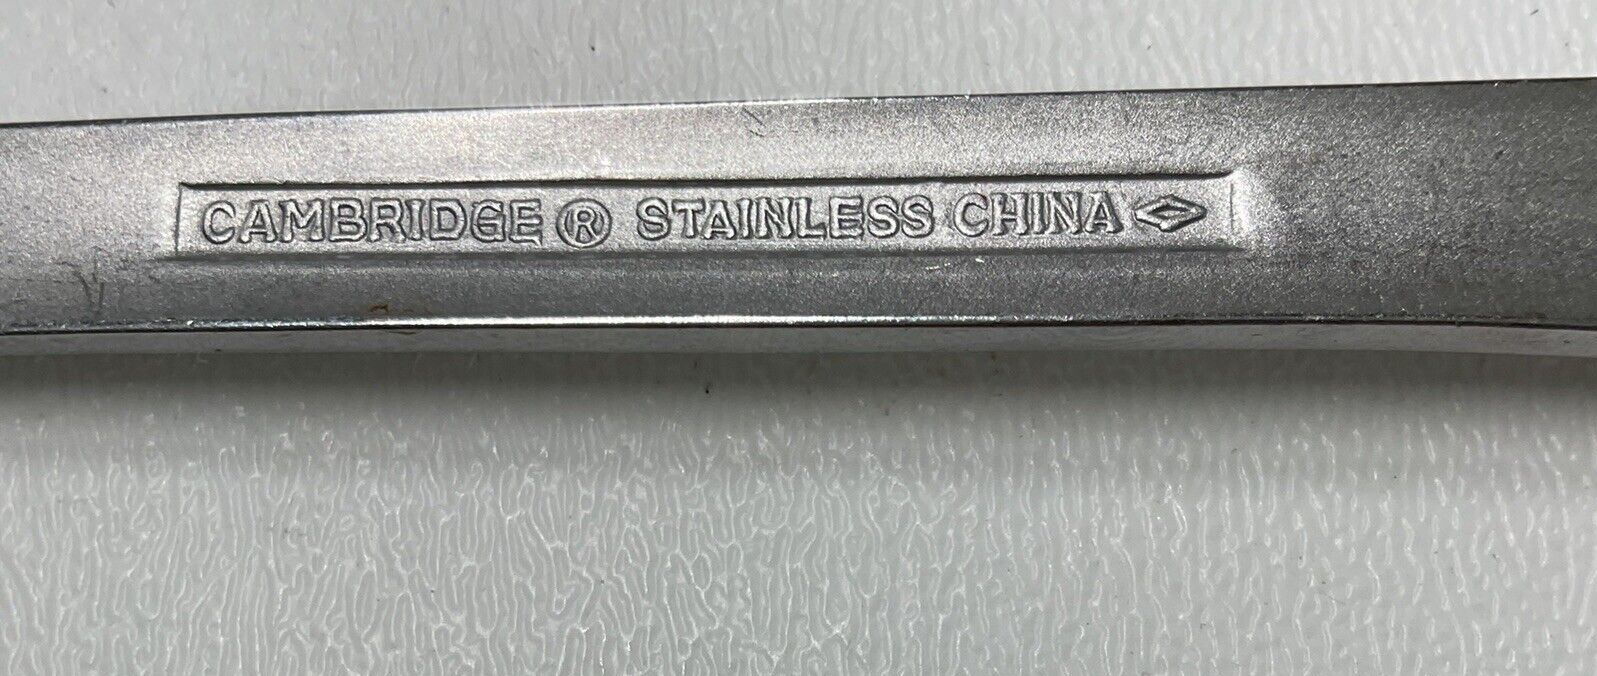 CAMBRIDGE ® STAINLESS CHINA